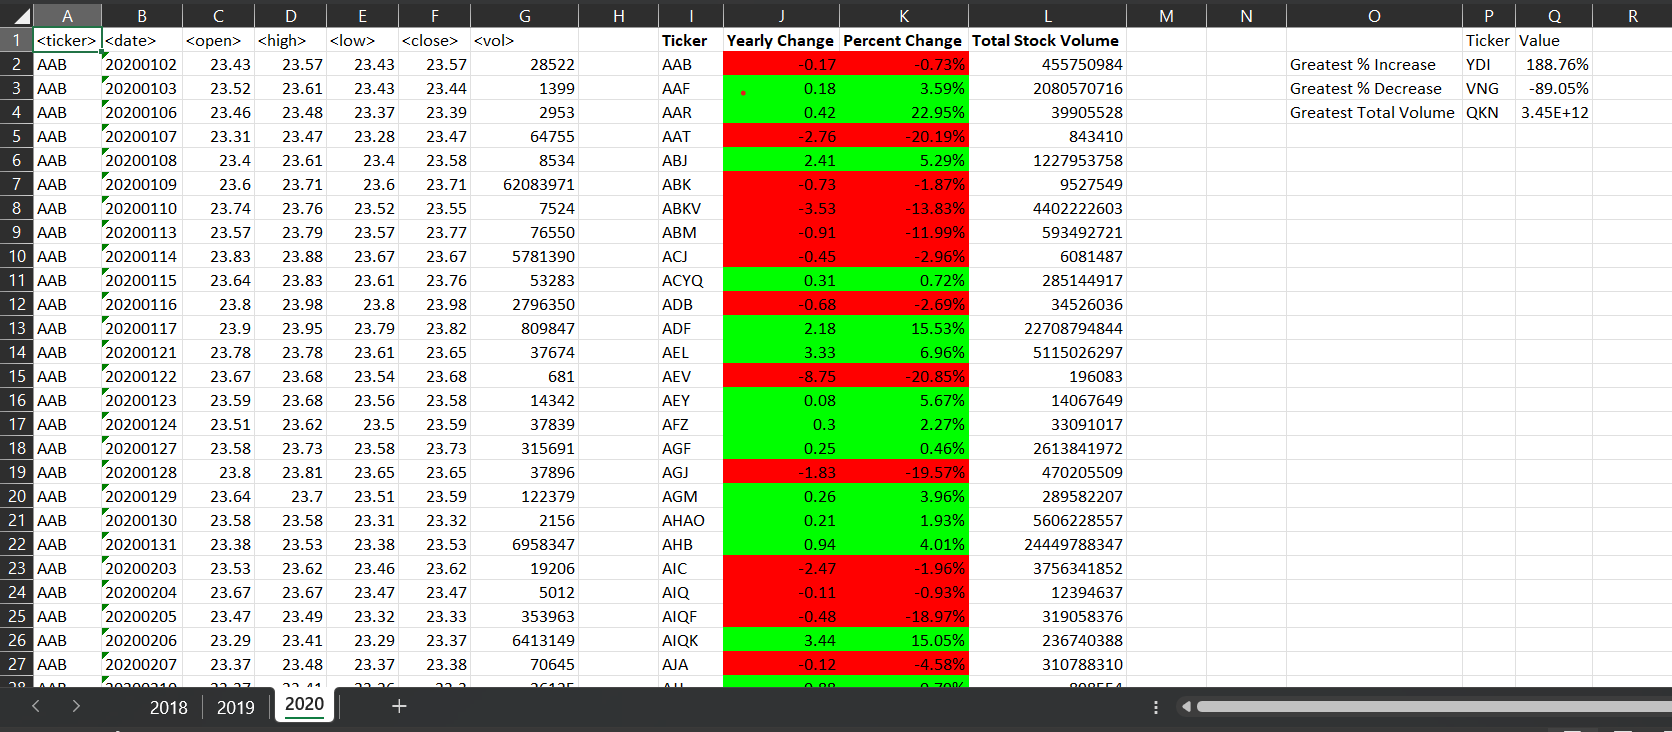 A B C D E F G H I J K L M N O P Q R
1 <ticker> <date> <open> <high> <low> <close> <vol> Ticker Yearly Change Percent Change Total Stock Volume Ticker Value
2 AAB 20200102 23.43 23.57 23.43 23.57 28522 AAB -0.17 -0.73% 455750984 Greatest % Increase YDI 188.76%
3 AAB 20200103 23.52 23.61 23.43 23.44 1399 AAF 0.18 3.59% 2080570716 Greatest % Decrease VNG -89.05%
4 AAB 20200106 23.46 23.48 23.37 23.39 2953 AAR 0.42 22.95% 39905528 Greatest Total Volume QKN 3.45E+12
5 AAB 20200107 23.31 23.47 23.28 23.47 64755 AAT -2.76 -20.19% 843410
6 AAB 20200108 23.4 23.61 23.4 23.58 8534 ABJ 2.41 5.29% 1227953758
7 AAB 20200109 23.6 23.71 23.6 23.71 62083971 ABK -0.73 -1.87% 9527549
8 AAB 20200110 23.74 23.76 23.52 23.55 7524 ABKV -3.53 -13.83% 4402222603
9 AAB 20200113 23.57 23.79 23.57 23.77 76550 ABM -0.91 -11.99% 593492721
10 AAB 20200114 23.83 23.88 23.67 23.67 5781390 ACJ -0.45 -2.96% 6081487
11 AAB 20200115 23.64 23.83 23.61 23.76 53283 ACYQ 0.31 0.72% 285144917
12 AAB 20200116 23.8 23.98 23.8 23.98 2796350 ADB -0.68 -2.69% 34526036
13 AAB 20200117 23.9 23.95 23.79 23.82 809847 ADF 2.18 15.53% 22708794844
14 AAB 20200121 23.78 23.78 23.61 23.65 37674 AEL 3.33 6.96% 5115026297
15 AAB 20200122 23.67 23.68 23.54 23.68 681 AEV -8.75 -20.85% 196083
16 AAB 20200123 23.59 23.68 23.56 23.58 14342 AEY 0.08 5.67% 14067649
17 AAB 20200124 23.51 23.62 23.5 23.59 37839 AFZ 0.3 2.27% 33091017
18 AAB 20200127 23.58 23.73 23.58 23.73 315691 AGF 0.25 0.46% 2613841972
19 AAB 20200128 23.8 23.81 23.65 23.65 37896 AGJ -1.83 -19.57% 470205509
20 AAB 20200129 23.64 23.7 23.51 23.59 122379 AGM 0.26 3.96% 289582207
21 AAB 20200130 23.58 23.58 23.31 23.32 2156 AHAO 0.21 1.93% 5606228557
22 AAB 20200131 23.38 23.53 23.38 23.53 6958347 AHB 0.94 4.01% 24449788347
23 AAB 20200203 23.53 23.62 23.46 23.62 19206 AIC -2.47 -1.96% 3756341852
24 AAB 20200204 23.67 23.67 23.47 23.47 5012 AIQ -0.11 -0.93% 12394637
25 AAB 20200205 23.47 23.49 23.32 23.33 353963 AIQF -0.48 -18.97% 319058376
26 AAB 20200206 23.29 23.41 23.29 23.37 6413149 AIQK 3.44 15.05% 236740388
27 AAB 20200207 23.37 23.48 23.37 23.38 70645 AJA -0.12 -4.58% 310788310
2018 2019 2020